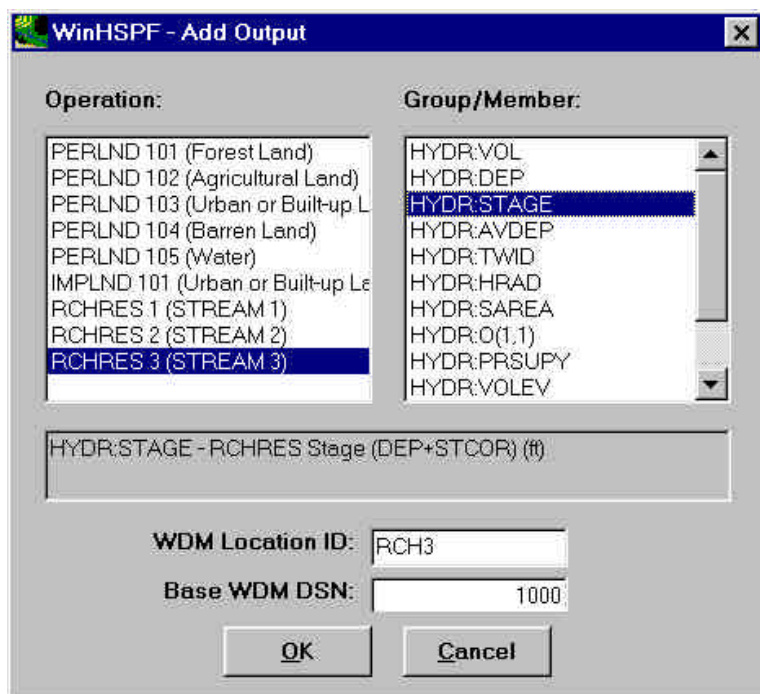 WinHSPF - Add Output
Operation:
PERLND 101 (Forest Land)
PERLND 102 (Agricultural Land)
PERLND 103 (Urban or Built-up L
PERLND 104 (Barren Land)
PERLND 105 (Water)
IMPLND 101 (Urban or Built-up La
RCHRES 1 (STREAM 1)
RCHRES 2 (STREAM 2)
RCHRES 3 (STREAM 3)
Group/Member:
HYDR:VOL
HYDR:DEP
HYDR:STAGE
HYDR:AVDEP
HYDR:TWID
HYDR:HRAD
HYDR:SAREA
HYDR:O(1,1)
HYDR:PRSUPY
HYDR:VOLEV
HYDR:STAGE - RCHRES Stage (DEP+STCOR) (ft)
WDM Location ID: RCH3
Base WDM DSN: 1000
OK Cancel